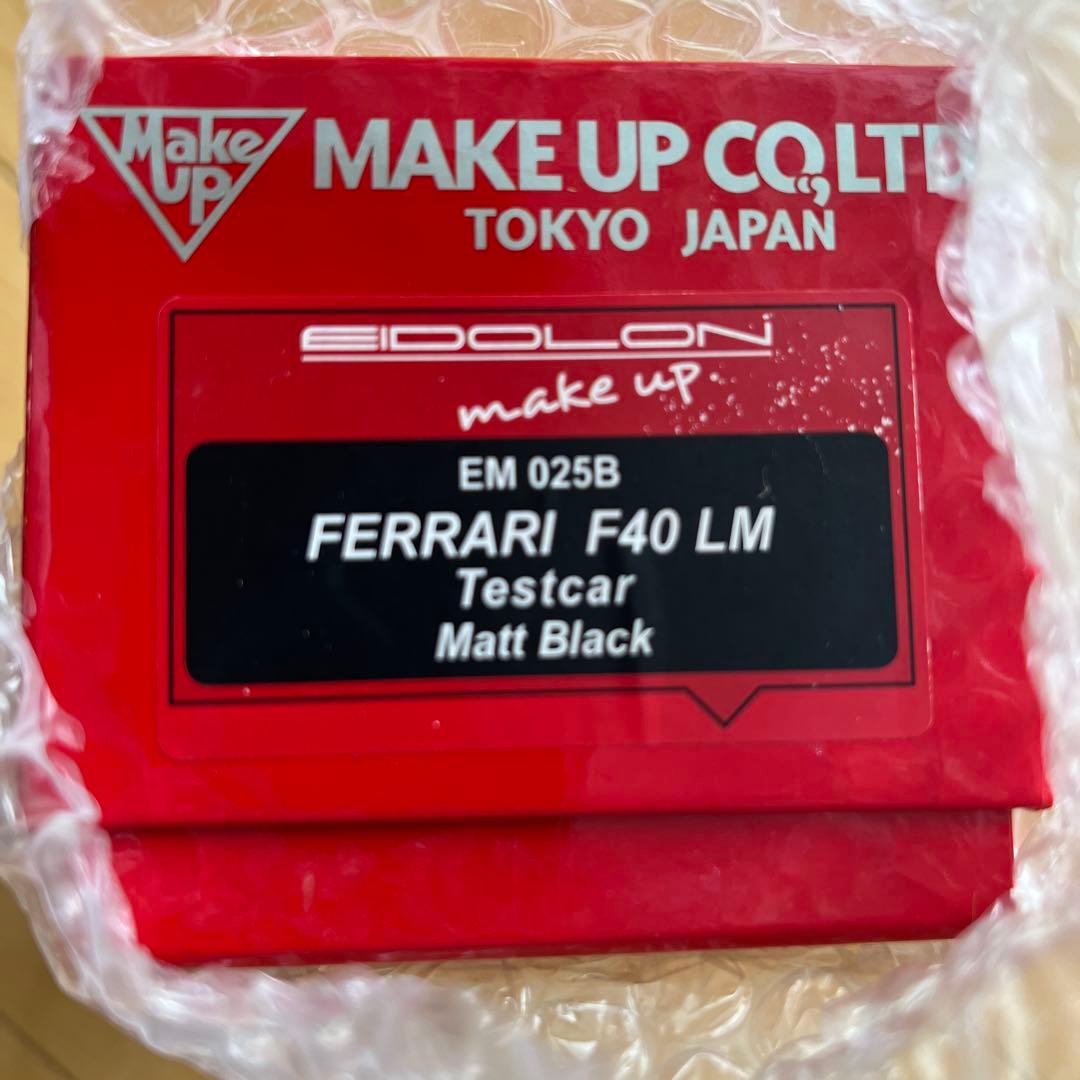 Make
Up
MAKE UP CO.,LTD
TOKYO JAPAN
EIDOLON
make up
EM 025B
FERRARI F40 LM
Testcar
Matt Black